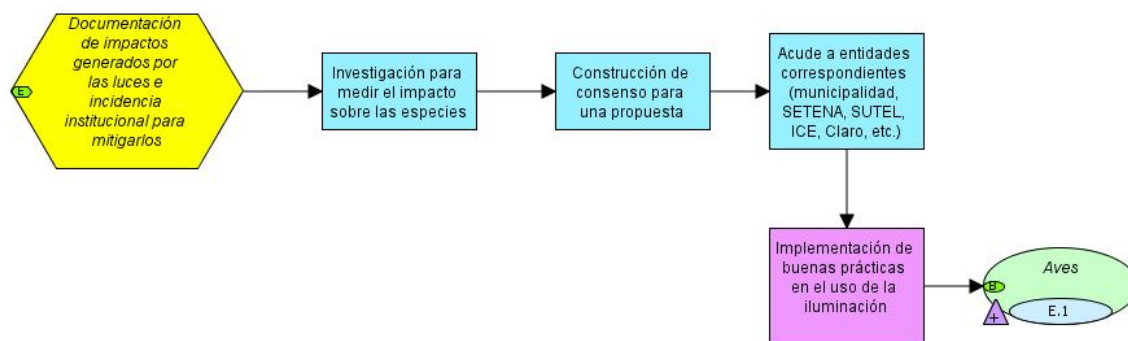 Documentación
de impactos
generados por
las luces e
incidencia
institucional para
mitigarlos
E
Investigación para
medir el impacto
sobre las especies
Construcción de
consenso para
una propuesta
Acude a entidades
correspondientes
(municipalidad,
SETENA, SUTEL,
ICE, Claro, etc.)
Implementación de
buenas prácticas
en el uso de la
iluminación
Aves
B
+
E.1